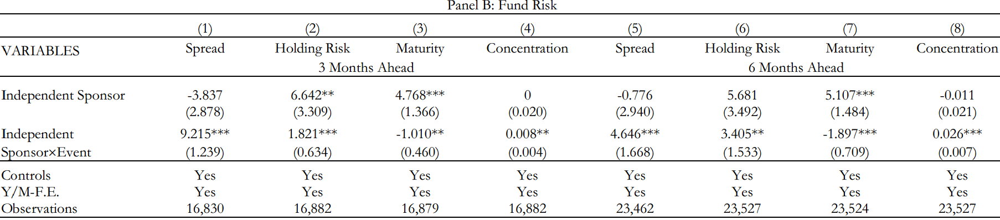 Panel B: Fund Risk
(1) (2) (3) (4) (5) (6) (7) (8)
VARIABLES Spread Holding Risk Maturity Concentration Spread Holding Risk Maturity Concentration
3 Months Ahead 6 Months Ahead
Independent Sponsor -3.837 6.642** 4.768*** 0 -0.776 5.681 5.107*** -0.011
(2.878) (3.309) (1.366) (0.020) (2.940) (3.492) (1.484) (0.021)
Independent 9.215*** 1.821*** -1.010** 0.008** 4.646*** 3.405** -1.897*** 0.026***
Sponsor×Event (1.239) (0.634) (0.460) (0.004) (1.668) (1.533) (0.709) (0.007)
Controls Yes Yes Yes Yes Yes Yes Yes Yes
Y/M-F.E. Yes Yes Yes Yes Yes Yes Yes Yes
Observations 16,830 16,882 16,879 16,882 23,462 23,527 23,524 23,527